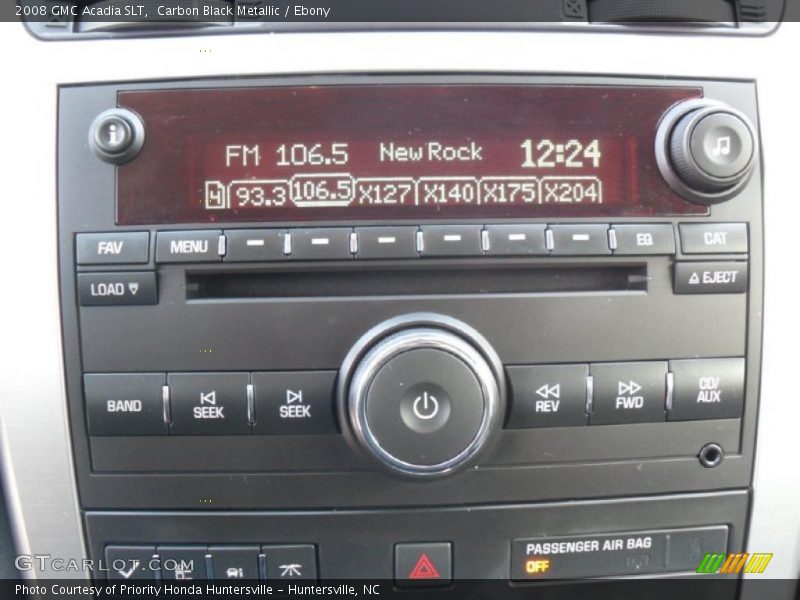 2008 GMC Acadia SLT, Carbon Black Metallic / Ebony
i
FM 106.5 New Rock 12:24
4 93.3 106.5 X127 X140 X175 X204
FAV MENU EQ CAT
LOAD EJECT
BAND SEEK SEEK REV FWD CD/
AUX
PASSENGER AIR BAG
OFF
GTCARLOT.COM
Photo Courtesy of Priority Honda Huntersville - Huntersville, NC